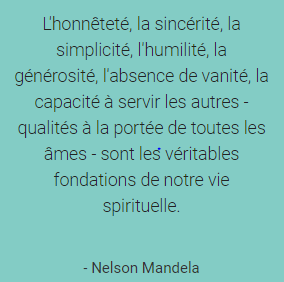 L'honnêteté, la sincérité, la
simplicité, l'humilité, la
générosité, l'absence de vanité, la
capacité à servir les autres -
qualités à la portée de toutes les
âmes - sont les véritables
fondations de notre vie
spirituelle.
- Nelson Mandela